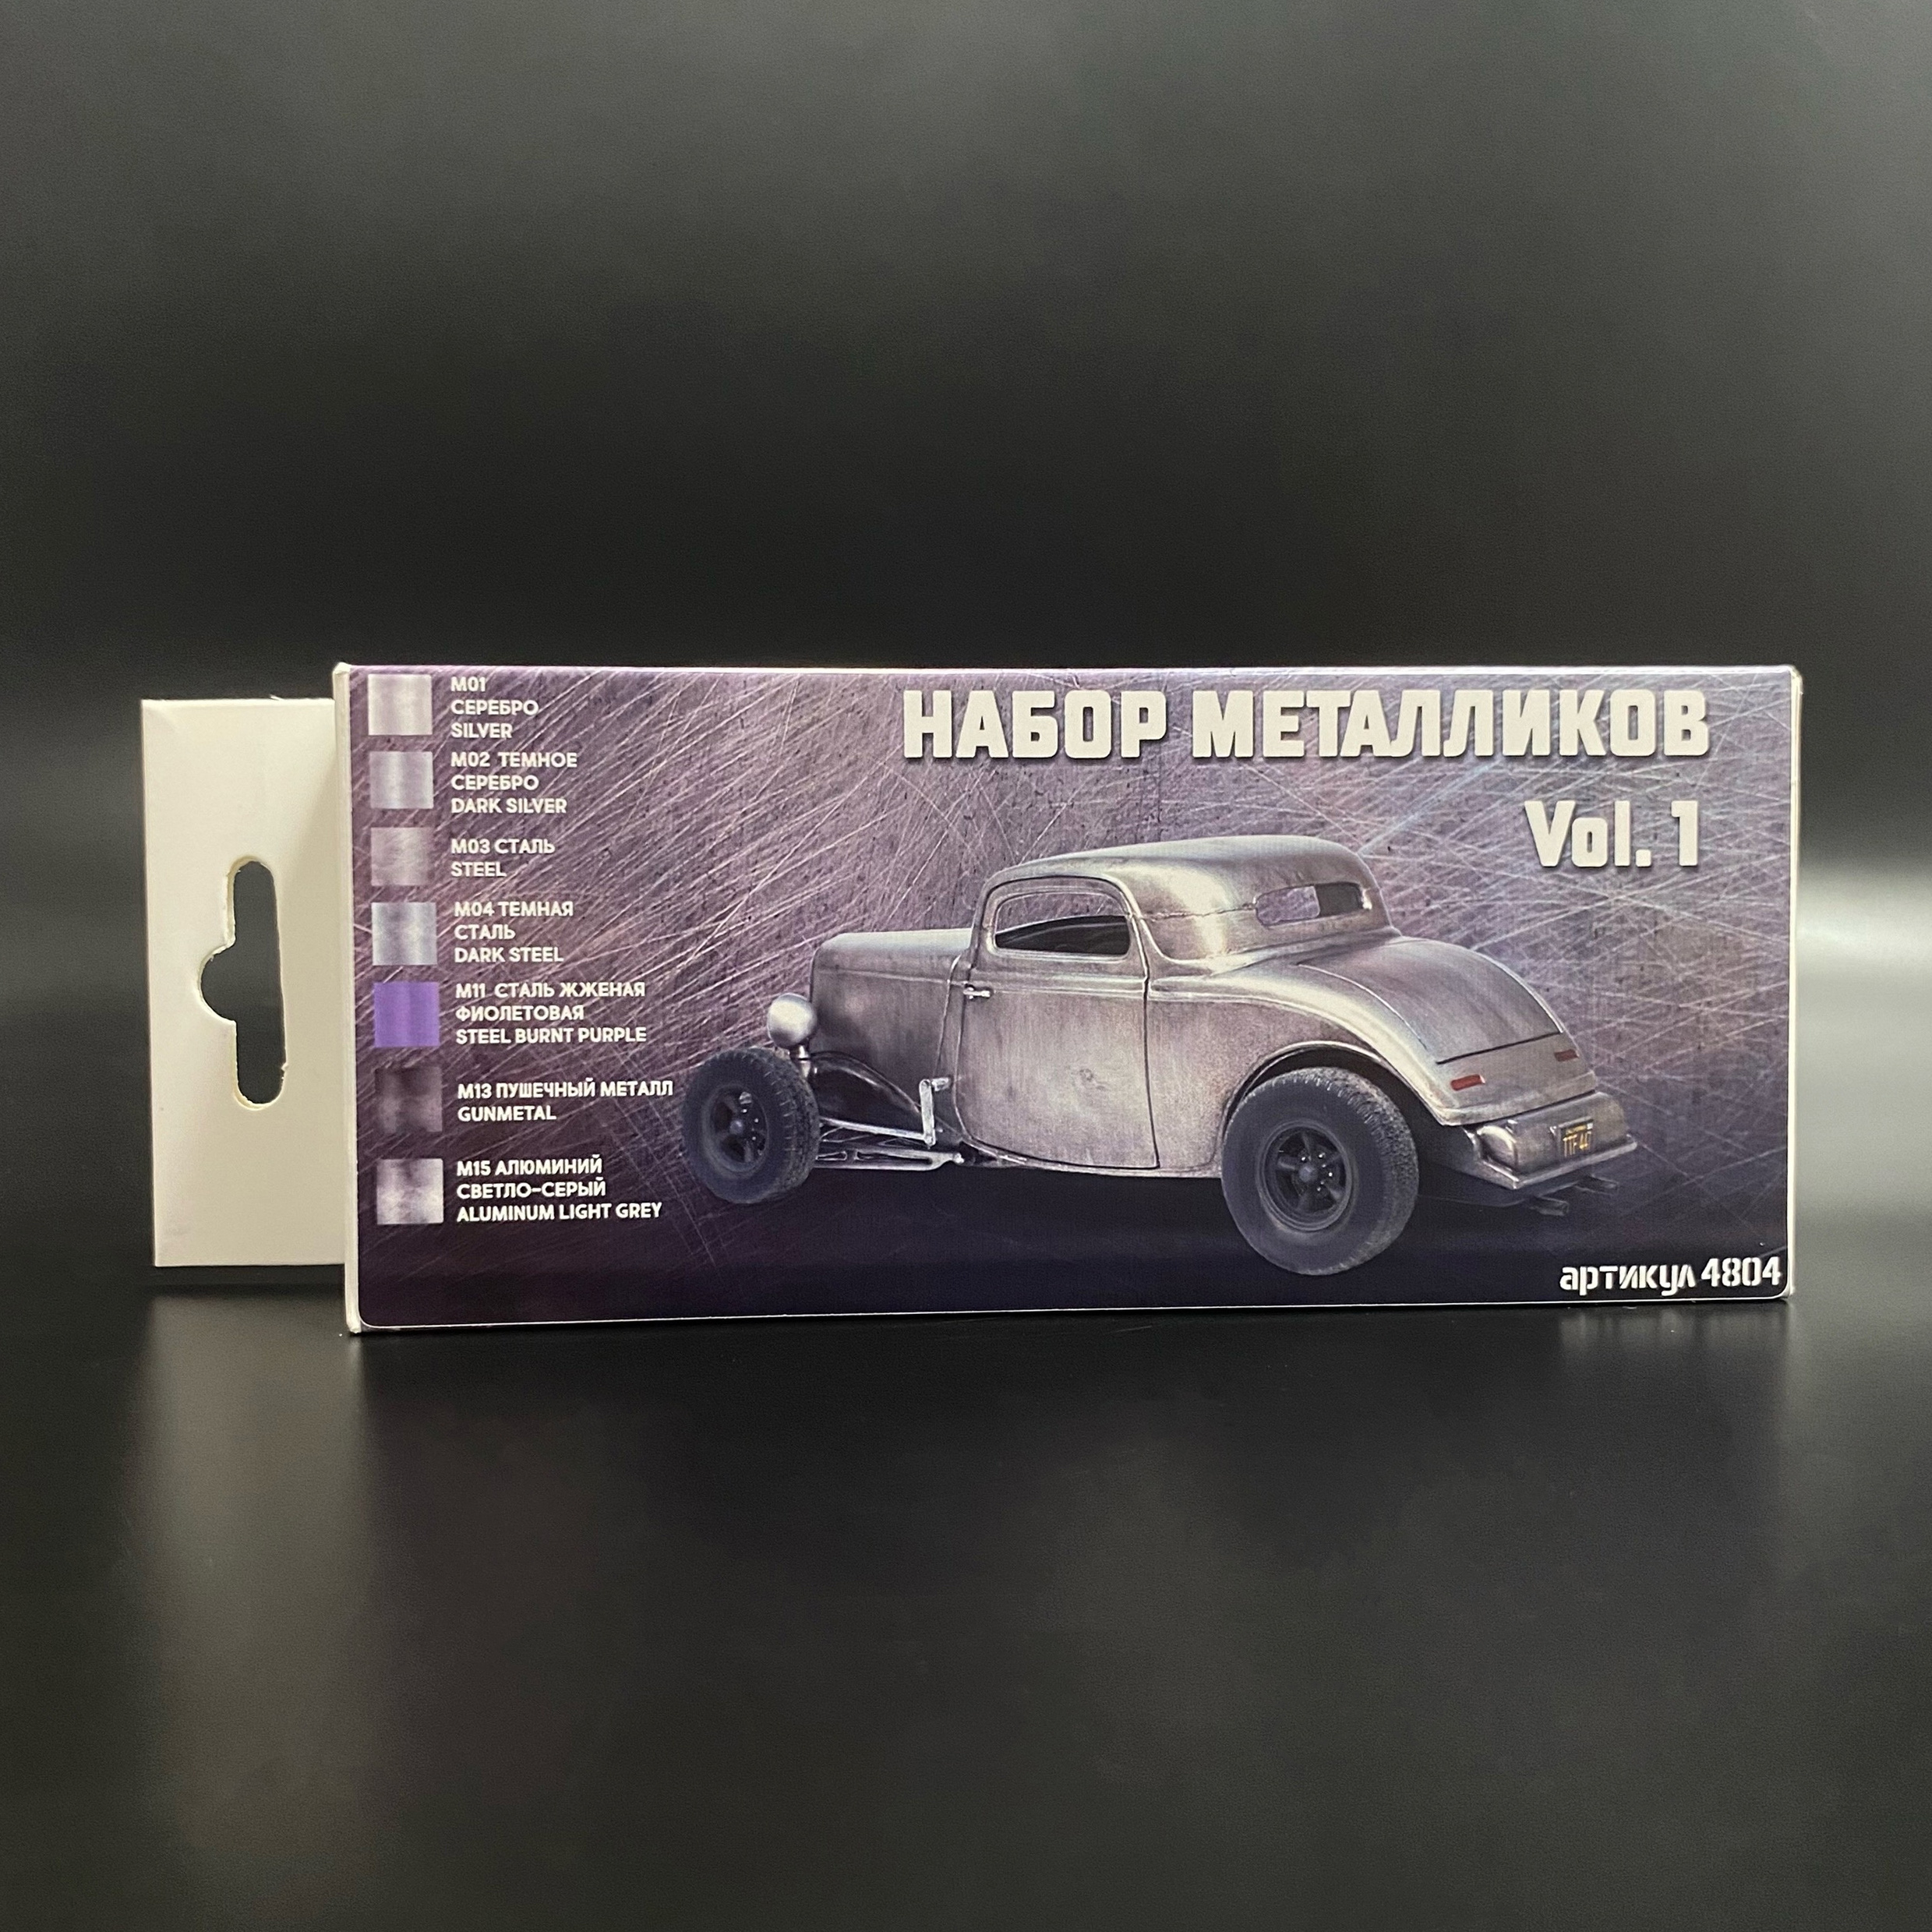 M01
СЕРЕБРО
SILVER
M02 ТЕМНОЕ
СЕРЕБРО
DARK SILVER
M03 СТАЛЬ
STEEL
M04 ТЕМНАЯ
СТАЛЬ
DARK STEEL
M11 СТАЛЬ ЖЖЕНАЯ
ФИОЛЕТОВАЯ
STEEL BURNT PURPLE
M13 ПУШЕЧНЫЙ МЕТАЛЛ
GUNMETAL
M15 АЛЮМИНИЙ
СВЕТЛО-СЕРЫЙ
ALUMINUM LIGHT GREY
НАБОР МЕТАЛЛИКОВ
Vol. 1
артикул 4804